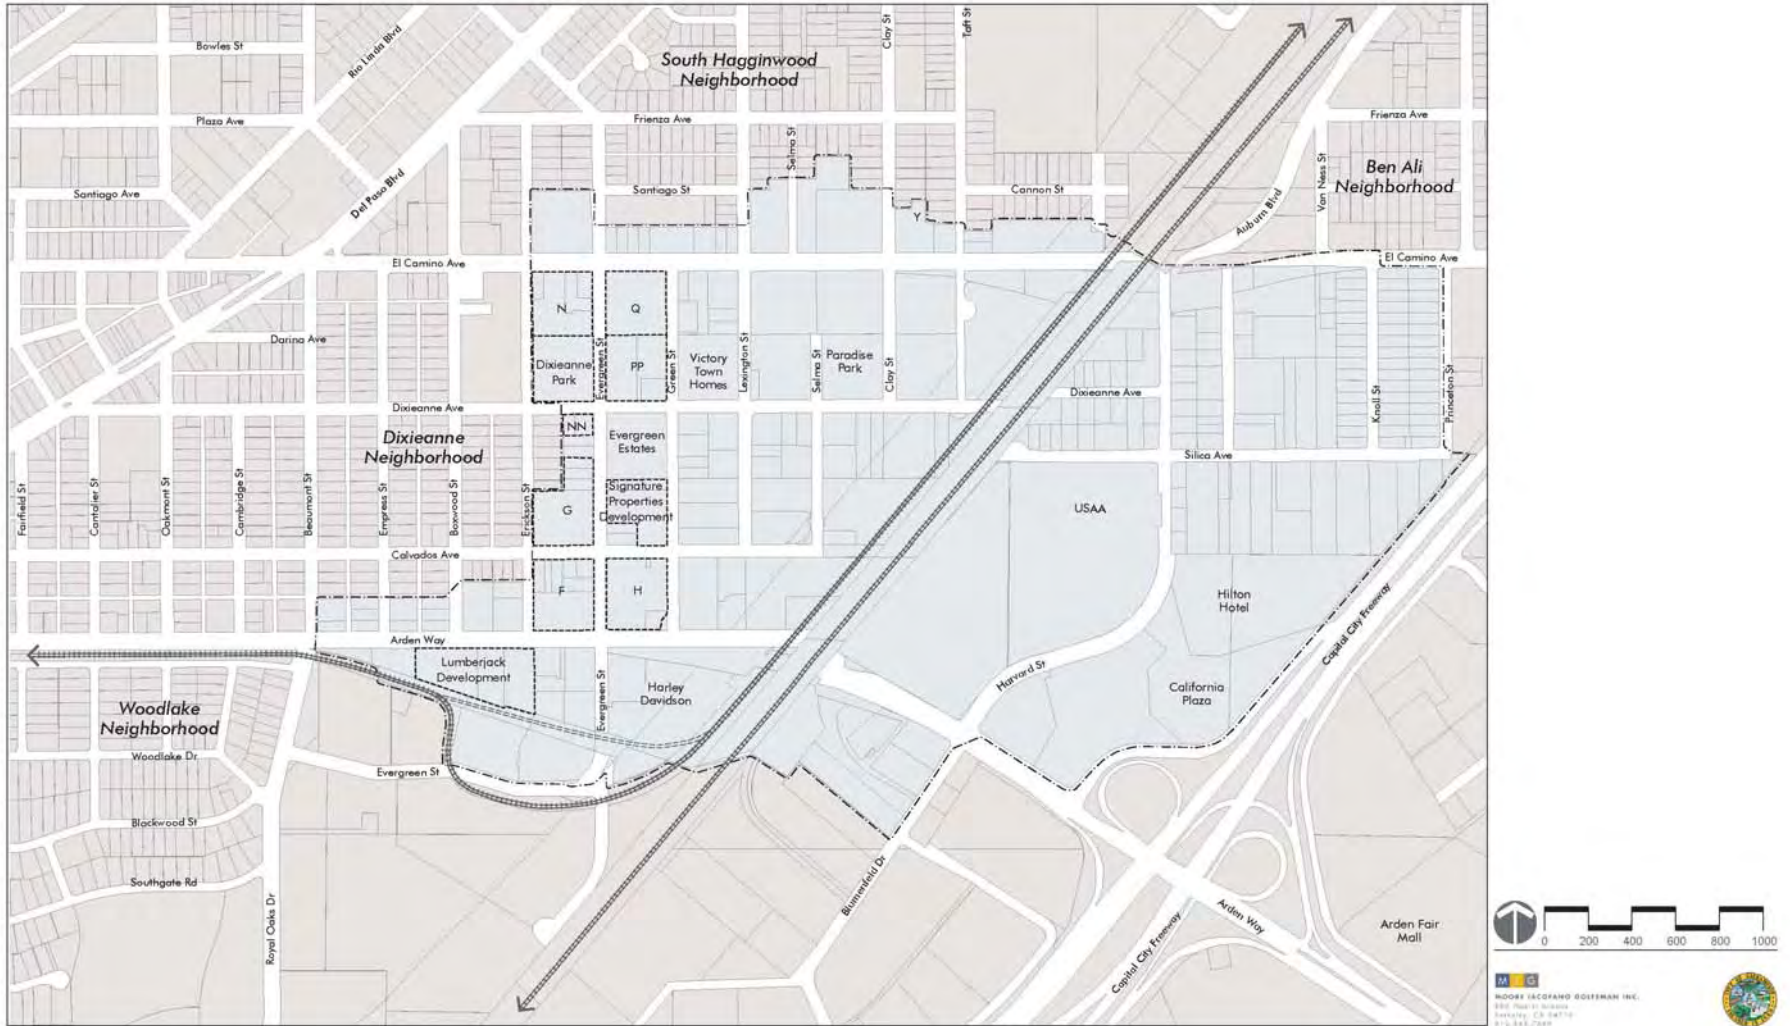 Bowles St
Rio Linda Blvd
South Hagginwood
Neighborhood
Clay St
Taft St
Plaza Ave
Frienza Ave
Frienza Ave
Selma St
Ben Ali
Neighborhood
Van Ness St
Santiago Ave
Del Paso Blvd
Santiago St
Cannon St
Y
Auburn Blvd
El Camino Ave
El Camino Ave
N
Q
Darina Ave
Dixieanne
Park
Evergreen St
PP
Green St
Victory
Town
Homes
Lexington St
Selma St
Paradise
Park
Clay St
Dixieanne Ave
Knoll St
Princeton St
Dixieanne Ave
NN
Dixieanne
Neighborhood
Evergreen
Estates
Silica Ave
Fairfield St
Cantalier St
Oakmont St
Cambridge St
Beaumont St
Empress St
Boxwood St
Erickson St
G
Signature
Properties
Development
USAA
Calvados Ave
F
H
Hilton
Hotel
Capital City Freeway
Arden Way
Lumberjack
Development
Evergreen St
Harley
Davidson
Harvard St
California
Plaza
Woodlake
Neighborhood
Woodlake Dr
Evergreen St
Blackwood St
Southgate Rd
Royal Oaks Dr
Blumenfeld Dr
Capital City Freeway
Arden Way
Arden Fair
Mall
0 200 400 600 800 1000
M I G
MOORE IACOFANO GOLTSMAN INC.